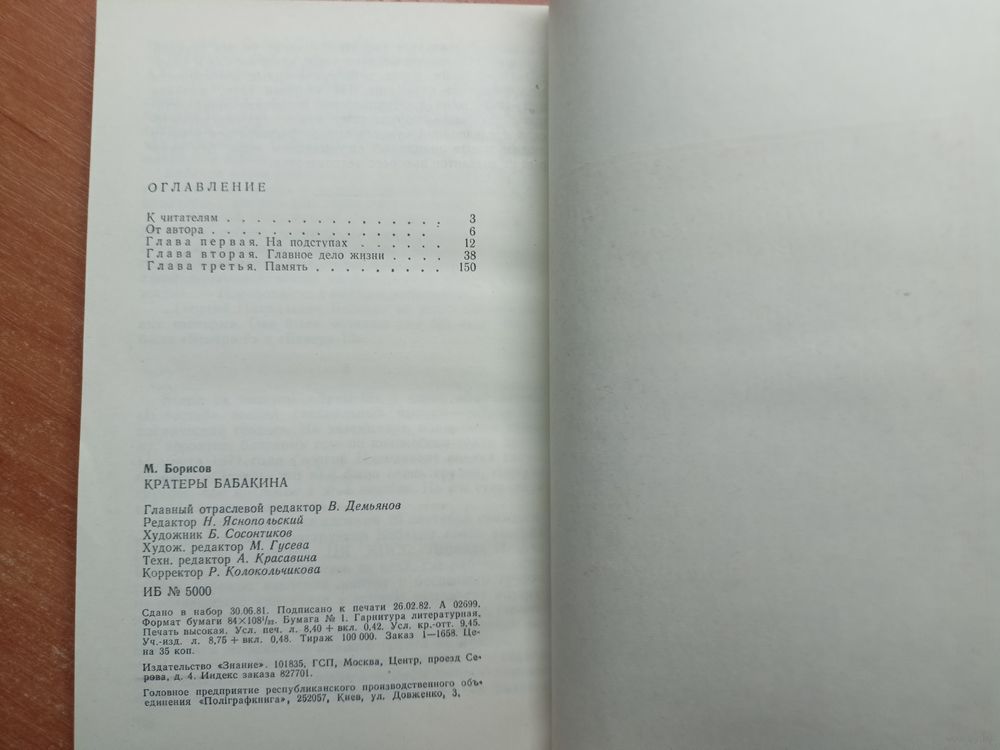 ОГЛАВЛЕНИЕ
К читателям . . . . . . . . . . . . . . . 3
От автора . . . . . . . . . . . . . . 6
Глава первая. На подступах . . . . . . 12
Глава вторая. Главное дело жизни . . . . 38
Глава третья. Память . . . . . . . . . 150
М. Борисов
КРАТЕРЫ БАБАКИНА
Главный отраслевой редактор В. Демьянов
Редактор Н. Яснопольский
Художник Б. Сосонтиков
Худож. редактор М. Гусева
Техн. редактор А. Красавина
Корректор Р. Колокольчикова
ИБ № 5000
Сдано в набор 30.06.81. Подписано к печати 26.02.82. А 02699.
Формат бумаги 84×108¹/₃₂. Бумага № 1. Гарнитура литературная.
Печать высокая. Усл. печ. л. 8,40 + вкл. 0,42. Усл. кр.-отт. 9,45.
Уч.-изд. л. 8,75 + вкл. 0,48. Тираж 100 000. Заказ 1—1658. Це-
на 35 коп.
Издательство «Знание». 101835, ГСП, Москва, Центр, проезд Се-
рова, д. 4. Индекс заказа 827701.
Головное предприятие республиканского производственного объ-
единения «Полiграфкнига», 252057, Киев, ул. Довженко, 3,